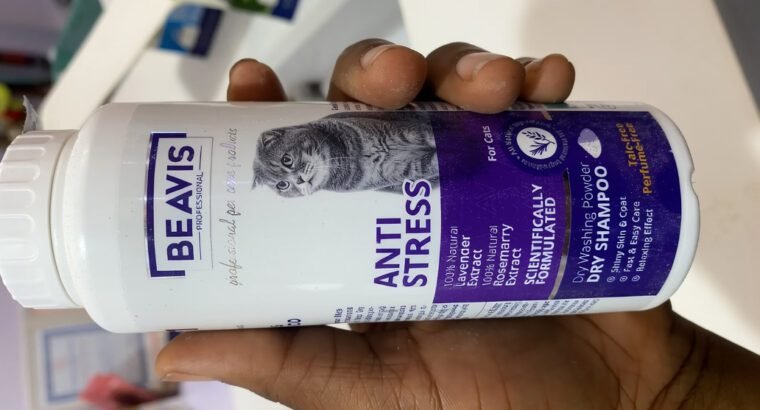 BEAVIS
PROFESSIONAL
professional pet care products
ANTI
STRESS
For Cats
100% Natural
Lavender
Extract
100% Natural
Rosemarry
Extract
SCIENTIFICALLY
FORMULATED
Talc-Free
Perfume-Free
Dry Washing Powder
DRY SHAMPOO
Shiny Skin & Coat
Fast & Easy Care
Relaxing Effect